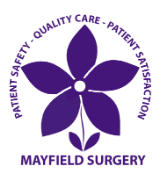 PATIENT SAFETY - QUALITY CARE - PATIENT SATISFACTION
MAYFIELD SURGERY